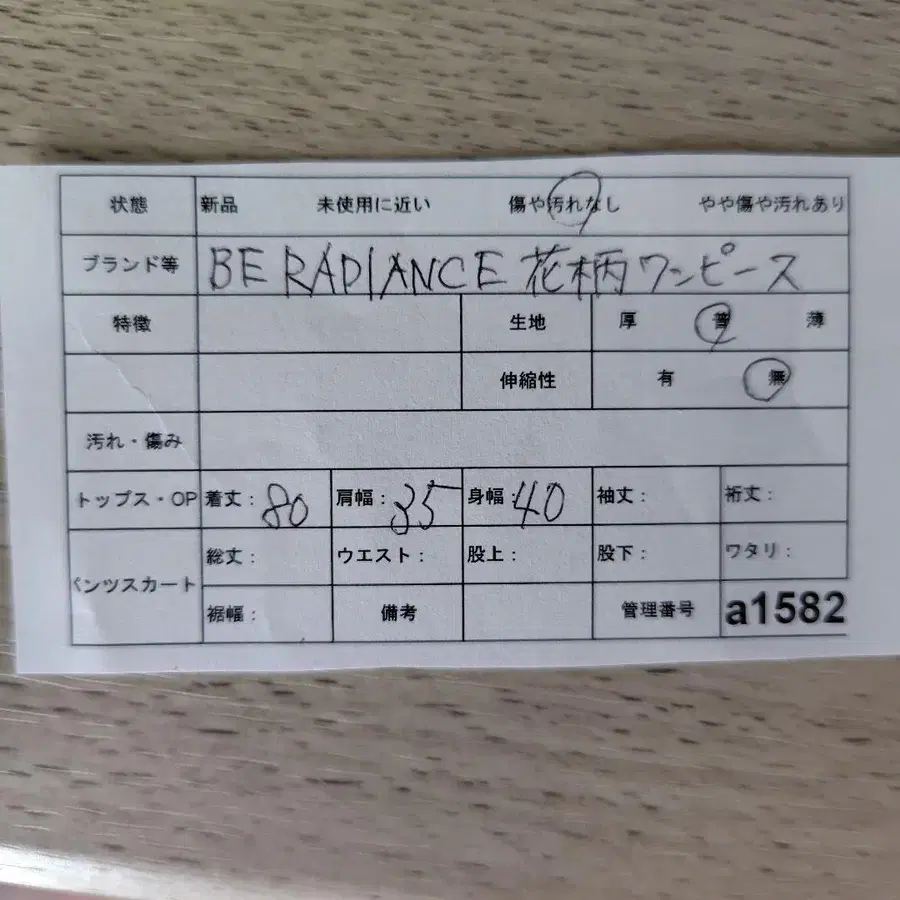 状態 新品 未使用に近い 傷や汚れなし やや傷や汚れあり
ブランド等 BE RADIANCE 花柄ワンピース
特徴 生地 厚 普 薄
伸縮性 有 無
汚れ・傷み
トップス・OP 着丈: 80 肩幅: 35 身幅: 40 袖丈: 裄丈:
パンツスカート 総丈: ウエスト: 股上: 股下: ワタリ:
裾幅: 備考 管理番号 a1582